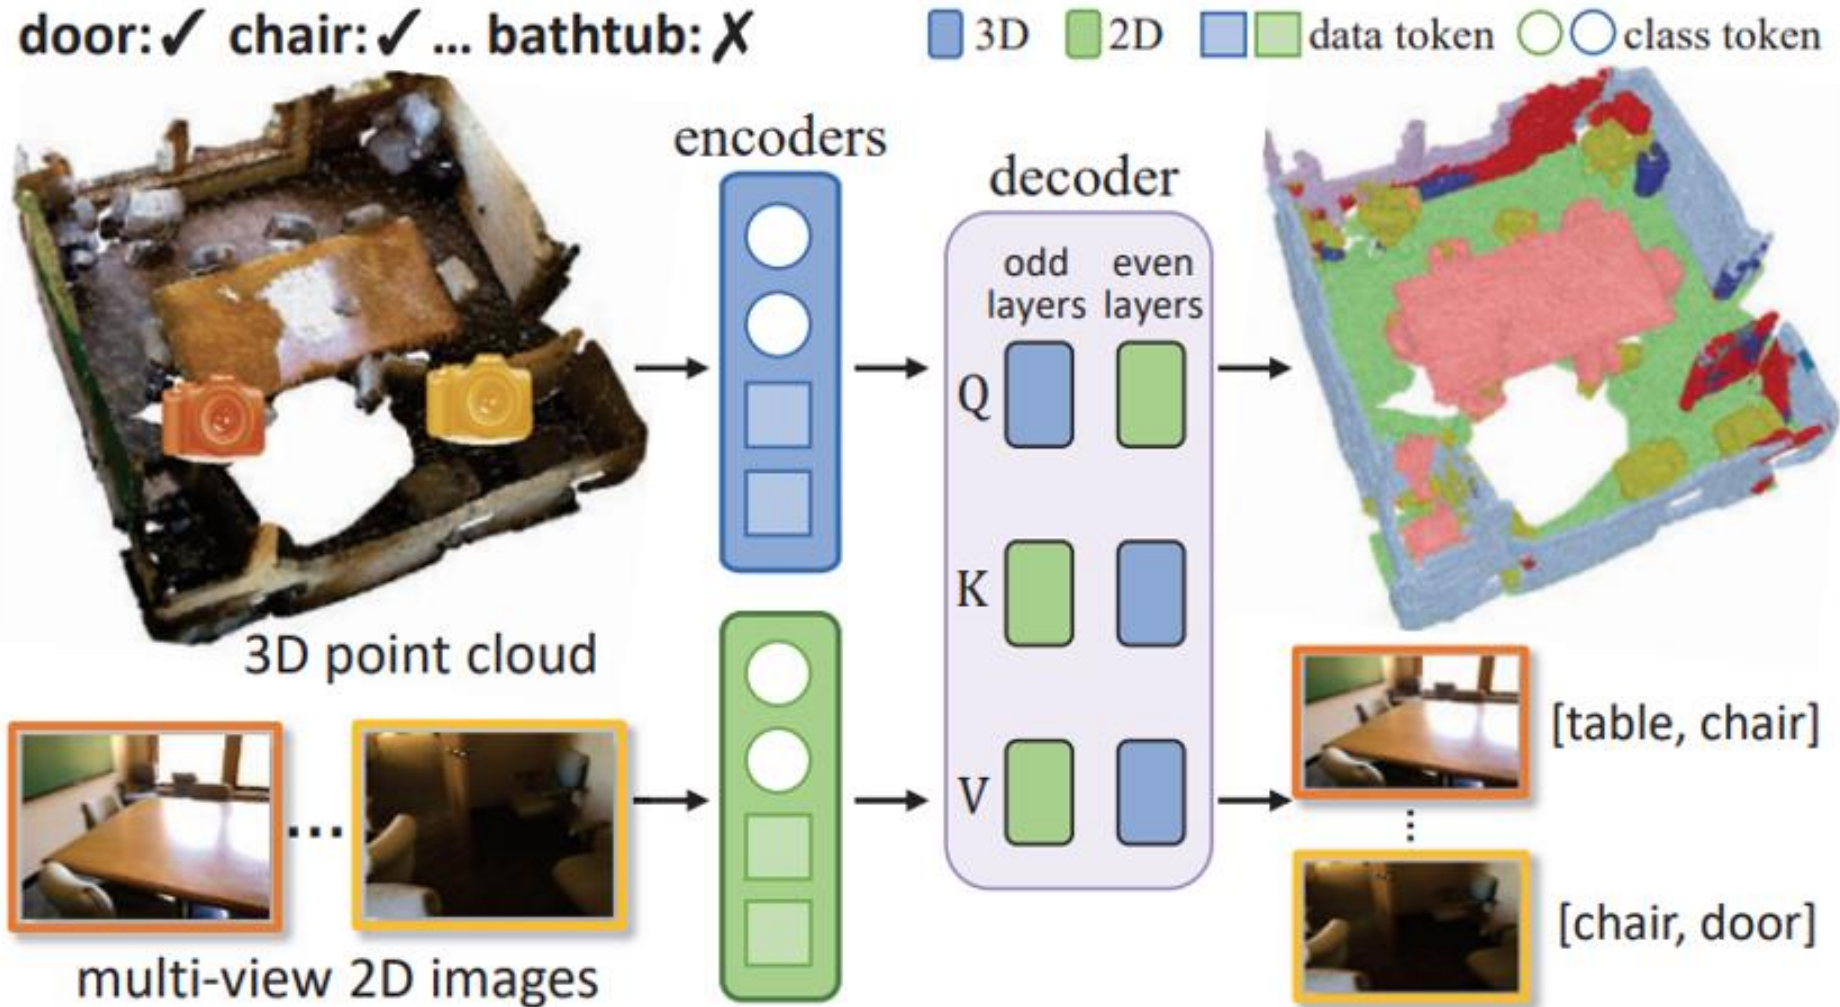 door:✓ chair:✓ ... bathtub:✗
3D 2D data token class token
encoders
decoder
odd layers
even layers
Q
K
V
3D point cloud
...
multi-view 2D images
[table, chair]
...
[chair, door]